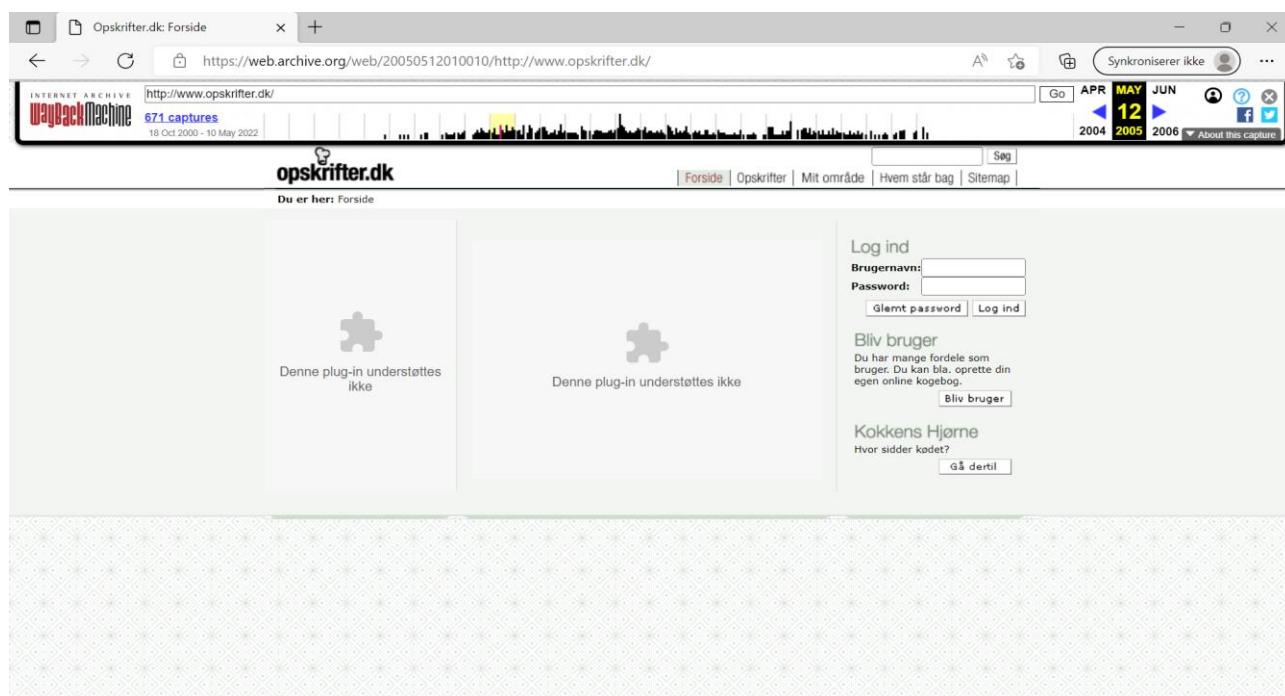 Opskrifter.dk: Forside
https://web.archive.org/web/20050512010010/http://www.opskrifter.dk/
Synkroniserer ikke
INTERNET ARCHIVE
WayBackMachine
http://www.opskrifter.dk/
Go
671 captures
18 Oct 2000 - 10 May 2022
APR MAY JUN
12
2004 2005 2006
About this capture
opskrifter.dk
Søg
Forside | Opskrifter | Mit område | Hvem står bag | Sitemap
Du er her: Forside
Denne plug-in understøttes
ikke
Denne plug-in understøttes ikke
Log ind
Brugernavn:
Password:
Glemt password Log ind
Bliv bruger
Du har mange fordele som
bruger. Du kan bla. oprette din
egen online kogebog.
Bliv bruger
Kokkens Hjørne
Hvor sidder kødet?
Gå dertil